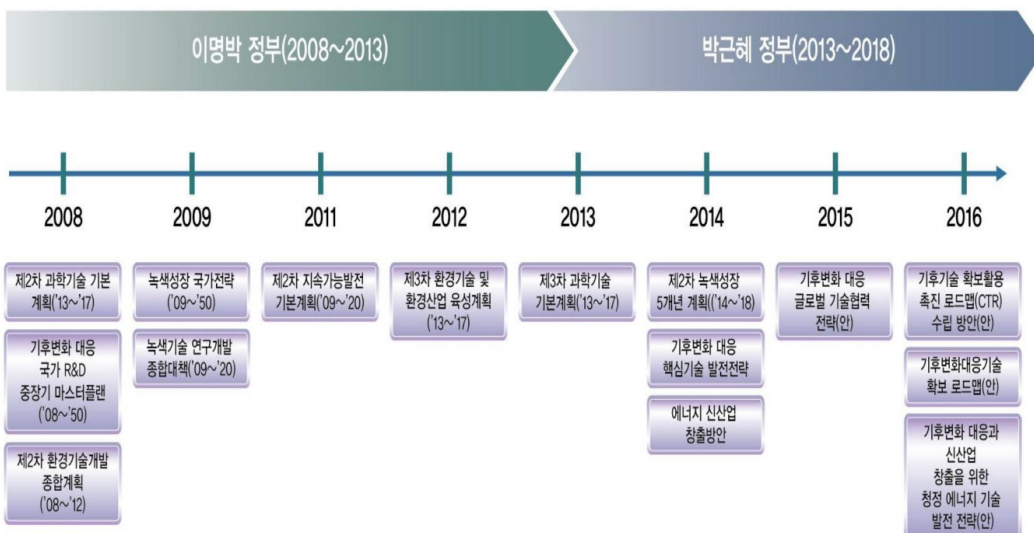 이명박 정부(2008~2013)
박근혜 정부(2013~2018)
2008
2009
2011
2012
2013
2014
2015
2016
제2차 과학기술 기본
계획('13~'17)
기후변화 대응
국가 R&D
중장기 마스터플랜
('08~'50)
제2차 환경기술개발
종합계획
('08~'12)
녹색성장 국가전략
('09~'50)
녹색기술 연구개발
종합대책('09~'20)
제2차 지속가능발전
기본계획('09~'20)
제3차 환경기술 및
환경산업 육성계획
('13~'17)
제3차 과학기술
기본계획('13~'17)
제2차 녹색성장
5개년 계획(('14~'18)
기후변화 대응
핵심기술 발전전략
에너지 신산업
창출방안
기후변화 대응
글로벌 기술협력
전략(안)
기후기술 확보활용
촉진 로드맵(CTR)
수립 방안(안)
기후변화대응기술
확보 로드맵(안)
기후변화 대응과
신산업
창출을 위한
청정 에너지 기술
발전 전략(안)